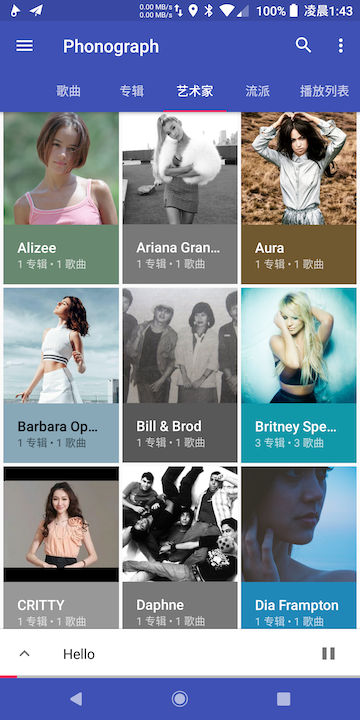 0.00 MB/s
0.00 MB/s
100%
凌晨1:43
Phonograph
歌曲 专辑 艺术家 流派 播放列表
Alizee
1 专辑 • 1 歌曲
Ariana Gran...
1 专辑 • 1 歌曲
Aura
1 专辑 • 1 歌曲
Barbara Op...
1 专辑 • 1 歌曲
Bill & Brod
1 专辑 • 1 歌曲
Britney Spe...
3 专辑 • 3 歌曲
CRITTY
1 专辑 • 1 歌曲
Daphne
1 专辑 • 1 歌曲
Dia Frampton
1 专辑 • 1 歌曲
Hello